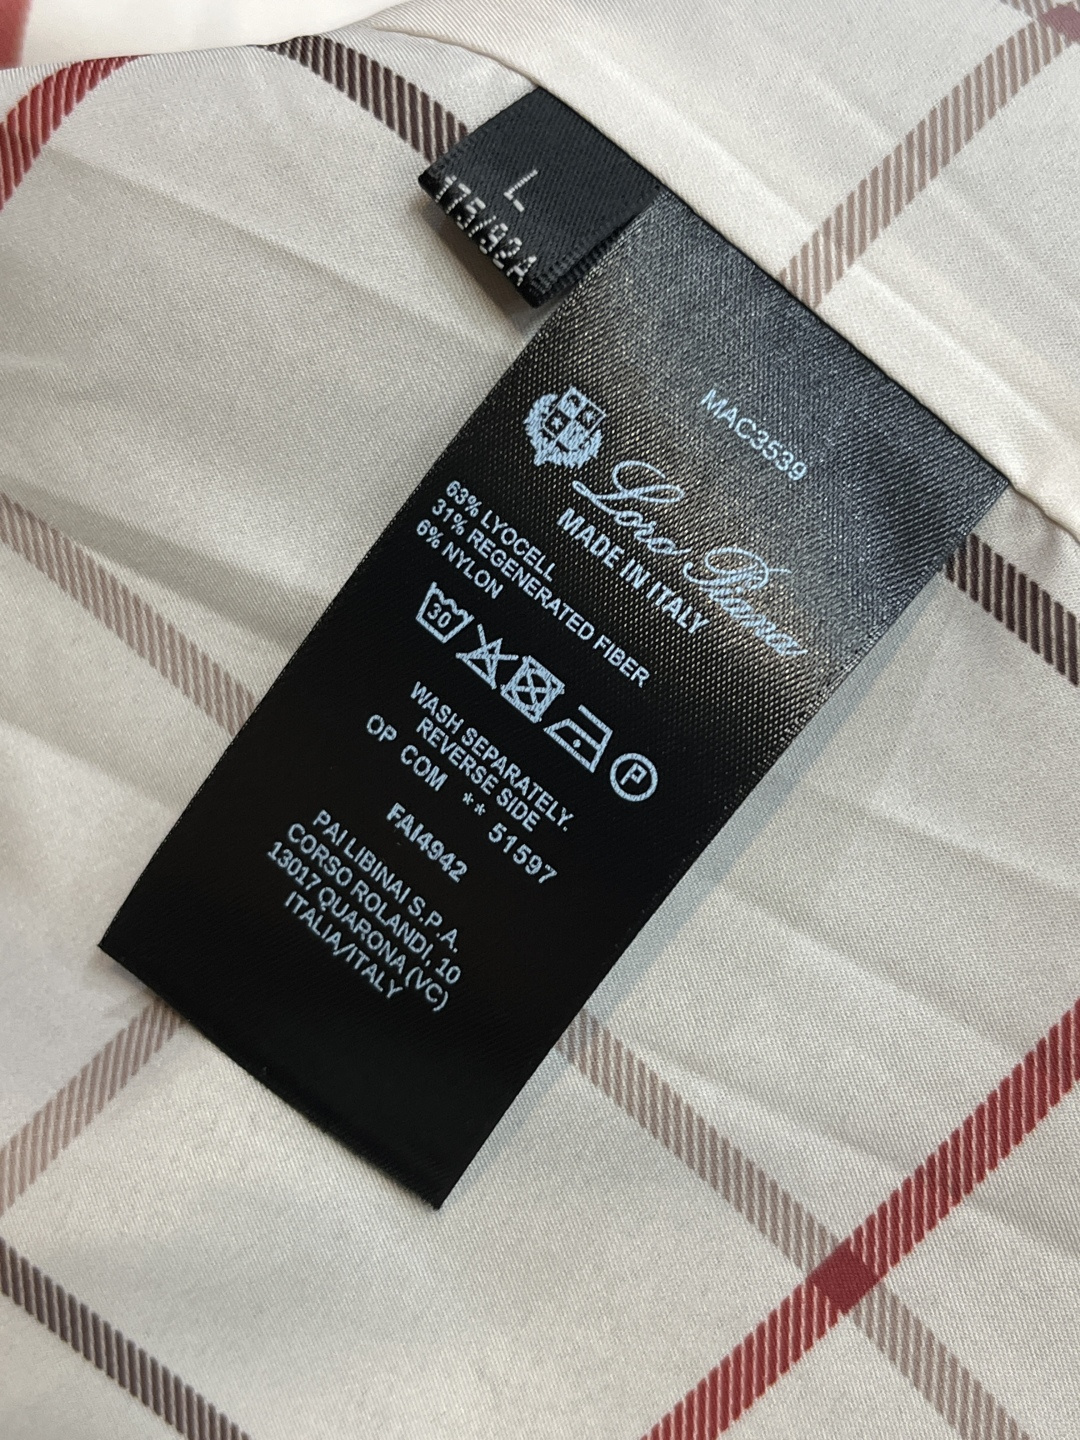 L
175/92A
MAC3539
Loro Piana
MADE IN ITALY
63% LYOCELL
31% REGENERATED FIBER
6% NYLON
30
P
WASH SEPARATELY.
REVERSE SIDE
OP COM ** 51597
FAI4942
PAI LIBINAI S.P.A.
CORSO ROLANDI, 10
13017 QUARONA (VC)
ITALIA/ITALY